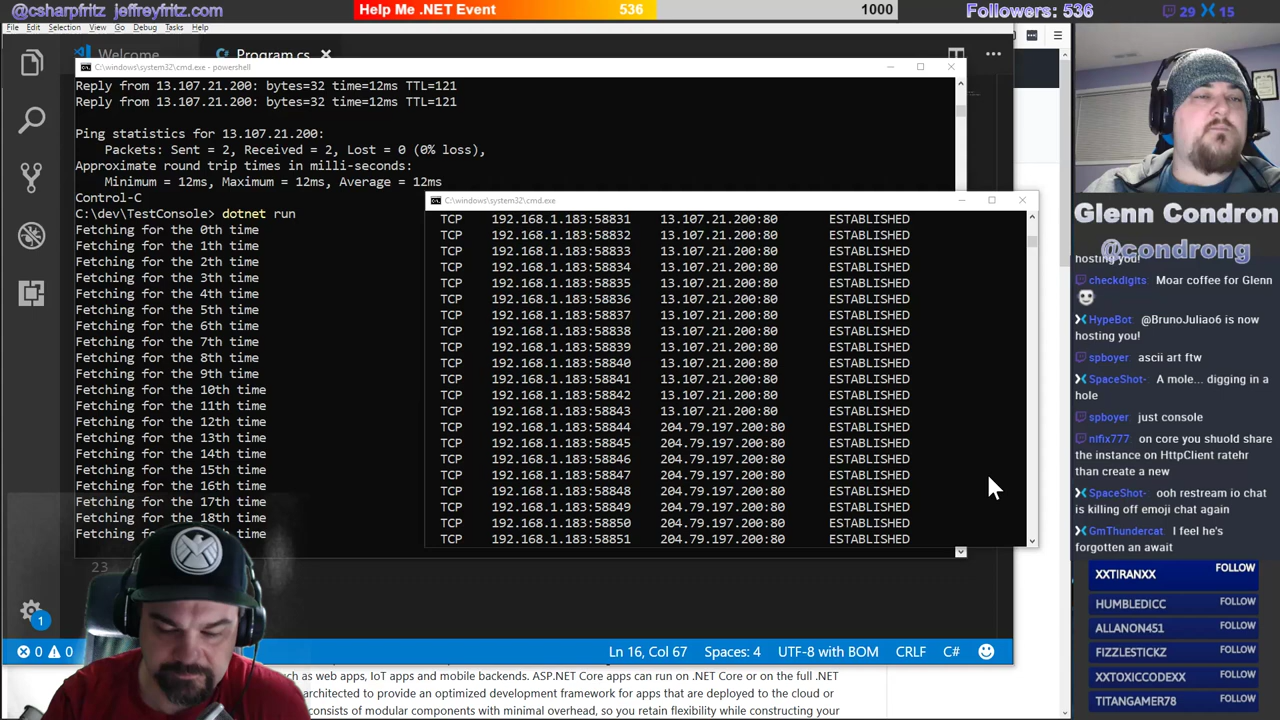 @csharpfritz jeffreyfritz.com
Help Me .NET Event 536 1000
Followers: 536 29 15
File Edit Selection View Go Debug Tasks Help
Welcome Program.cs
C:\windows\system32\cmd.exe - powershell
Reply from 13.107.21.200: bytes=32 time=12ms TTL=121
Reply from 13.107.21.200: bytes=32 time=12ms TTL=121
Ping statistics for 13.107.21.200:
Packets: Sent = 2, Received = 2, Lost = 0 (0% loss),
Approximate round trip times in milli-seconds:
Minimum = 12ms, Maximum = 12ms, Average = 12ms
Control-C
C:\dev\TestConsole> dotnet run
Fetching for the 0th time
Fetching for the 1th time
Fetching for the 2th time
Fetching for the 3th time
Fetching for the 4th time
Fetching for the 5th time
Fetching for the 6th time
Fetching for the 7th time
Fetching for the 8th time
Fetching for the 9th time
Fetching for the 10th time
Fetching for the 11th time
Fetching for the 12th time
Fetching for the 13th time
Fetching for the 14th time
Fetching for the 15th time
Fetching for the 16th time
Fetching for the 17th time
Fetching for the 18th time
Fetching for the th time
C:\windows\system32\cmd.exe
TCP 192.168.1.183:58831 13.107.21.200:80 ESTABLISHED
TCP 192.168.1.183:58832 13.107.21.200:80 ESTABLISHED
TCP 192.168.1.183:58833 13.107.21.200:80 ESTABLISHED
TCP 192.168.1.183:58834 13.107.21.200:80 ESTABLISHED
TCP 192.168.1.183:58835 13.107.21.200:80 ESTABLISHED
TCP 192.168.1.183:58836 13.107.21.200:80 ESTABLISHED
TCP 192.168.1.183:58837 13.107.21.200:80 ESTABLISHED
TCP 192.168.1.183:58838 13.107.21.200:80 ESTABLISHED
TCP 192.168.1.183:58839 13.107.21.200:80 ESTABLISHED
TCP 192.168.1.183:58840 13.107.21.200:80 ESTABLISHED
TCP 192.168.1.183:58841 13.107.21.200:80 ESTABLISHED
TCP 192.168.1.183:58842 13.107.21.200:80 ESTABLISHED
TCP 192.168.1.183:58843 13.107.21.200:80 ESTABLISHED
TCP 192.168.1.183:58844 204.79.197.200:80 ESTABLISHED
TCP 192.168.1.183:58845 204.79.197.200:80 ESTABLISHED
TCP 192.168.1.183:58846 204.79.197.200:80 ESTABLISHED
TCP 192.168.1.183:58847 204.79.197.200:80 ESTABLISHED
TCP 192.168.1.183:58848 204.79.197.200:80 ESTABLISHED
TCP 192.168.1.183:58849 204.79.197.200:80 ESTABLISHED
TCP 192.168.1.183:58850 204.79.197.200:80 ESTABLISHED
TCP 192.168.1.183:58851 204.79.197.200:80 ESTABLISHED
23
1
0 0 Ln 16, Col 67 Spaces: 4 UTF-8 with BOM CRLF C#
ch as web apps, IoT apps and mobile backends. ASP.NET Core apps can run on .NET Core or on the full .NET
architected to provide an optimized development framework for apps that are deployed to the cloud or
consists of modular components with minimal overhead, so you retain flexibility while constructing your
Glenn Condron
@condrong
hosting you!
checkdigits Moar coffee for Glenn
HypeBot: @BrunoJuliao6 is now
hosting you!
spboyer ascii art ftw
SpaceShot- A mole... digging in a
hole
spboyer just console
nifix777 on core you shuold share
the instance on HttpClient ratehr
than create a new
SpaceShot- ooh restream io chat
is killing off emoji chat again
GmThundercat I feel he's
forgotten an await
XXTIRANXX FOLLOW
HUMBLEDICC FOLLOW
ALLANON451 FOLLOW
FIZZLESTICKZ FOLLOW
XXTOXICCODEXX FOLLOW
TITANGAMER78 FOLLOW